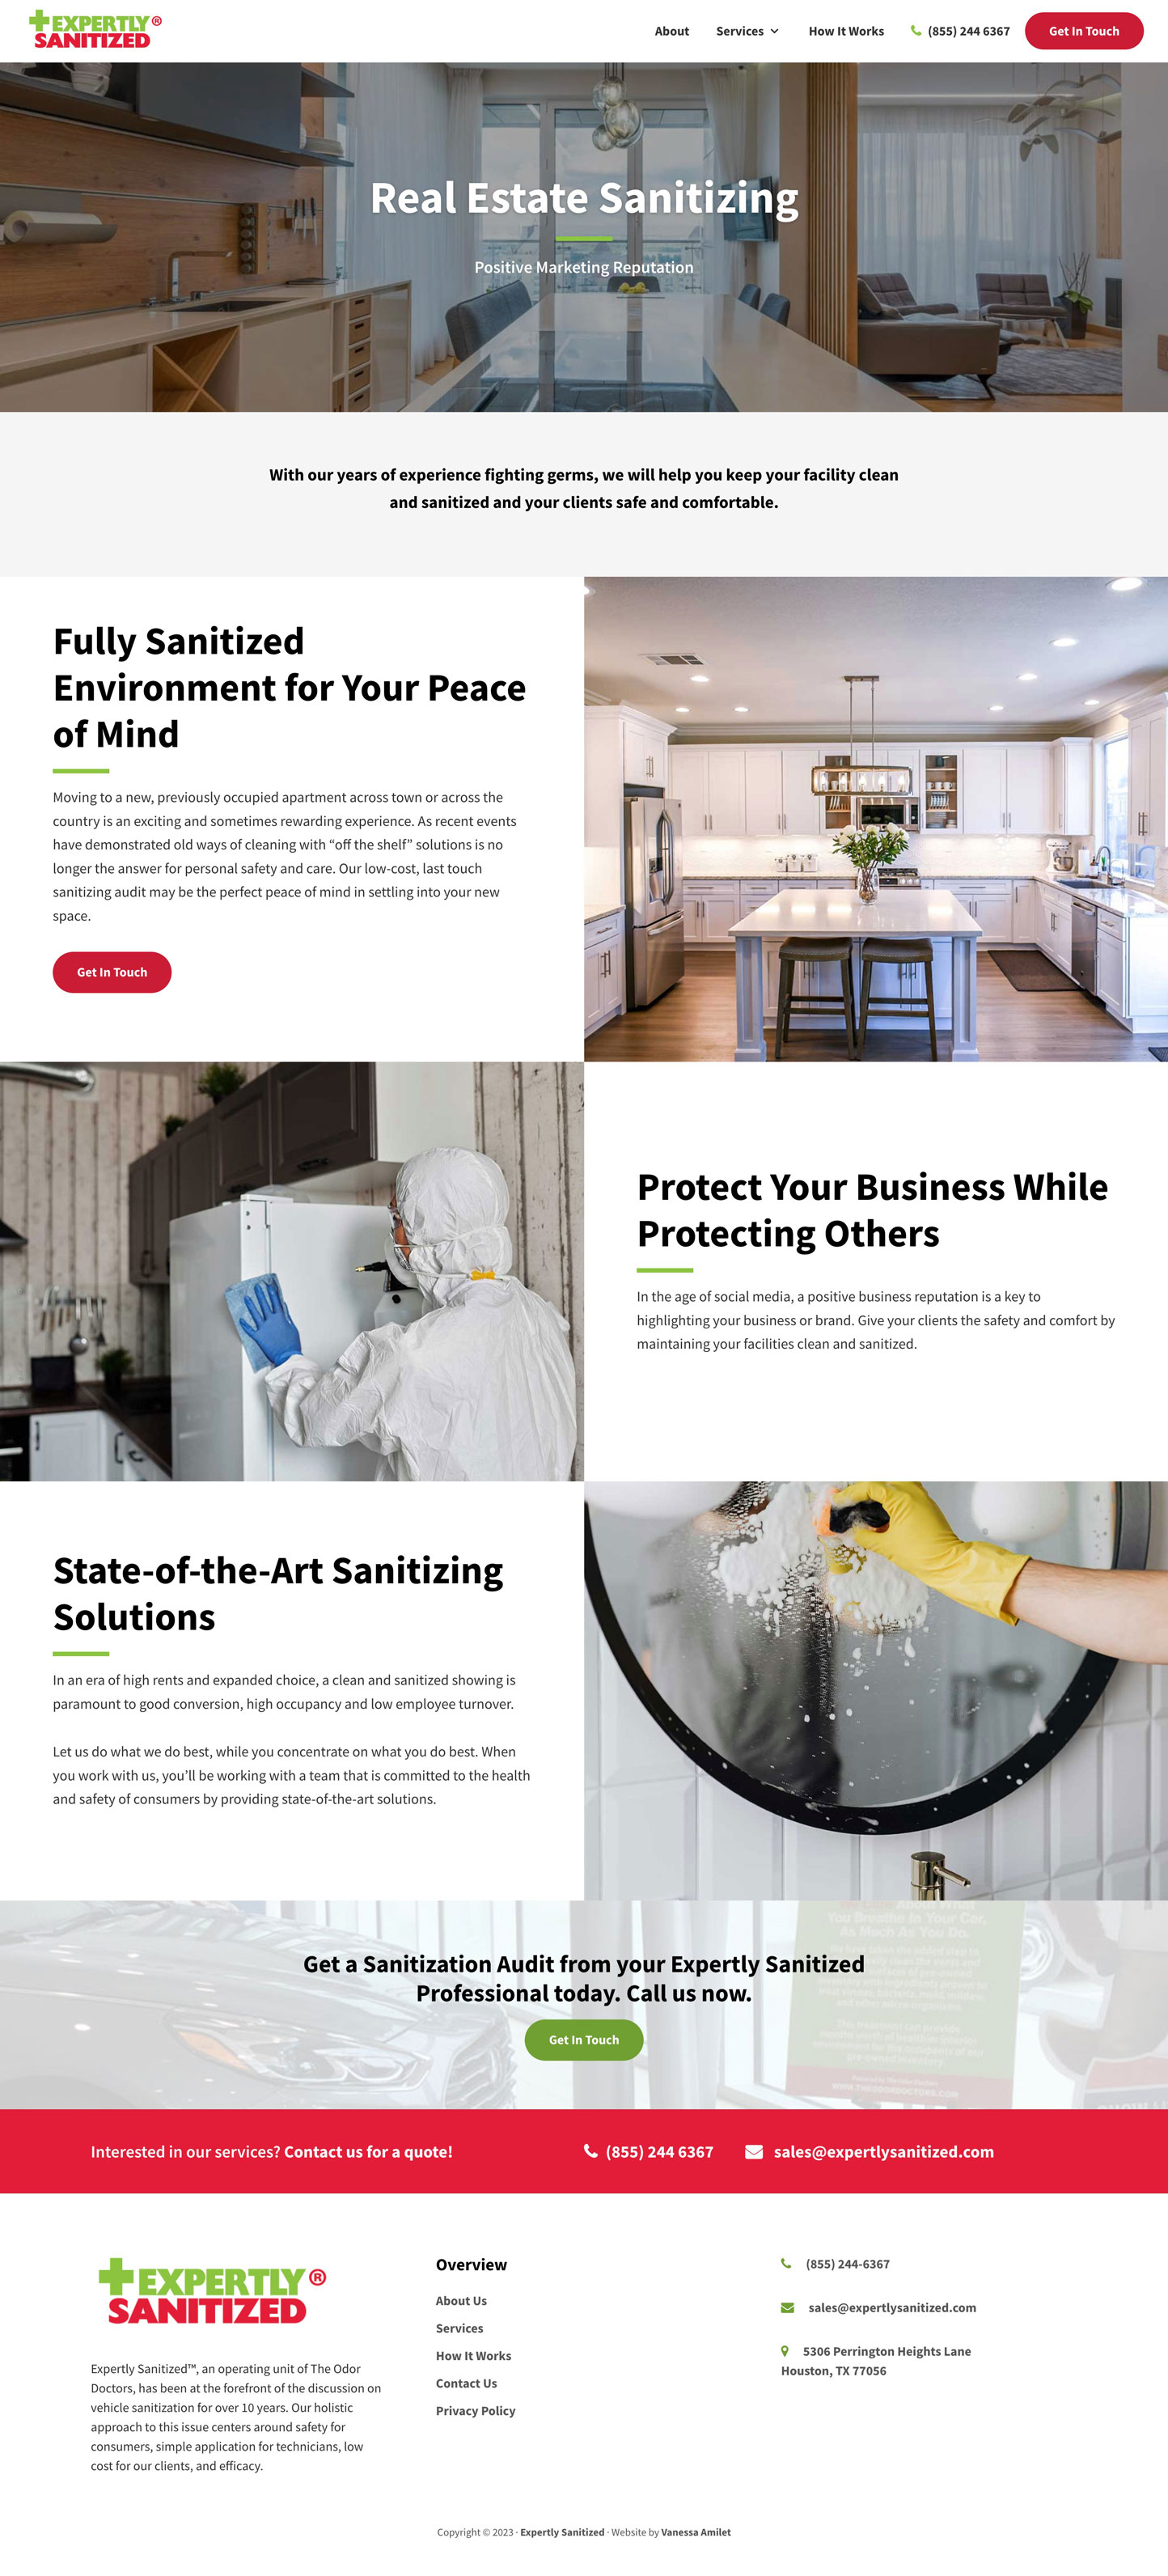 EXPERTLY®
SANITIZED
About Services How It Works (855) 244 6367 Get In Touch
Real Estate Sanitizing
Positive Marketing Reputation
With our years of experience fighting germs, we will help you keep your facility clean
and sanitized and your clients safe and comfortable.
Fully Sanitized
Environment for Your Peace
of Mind
Moving to a new, previously occupied apartment across town or across the
country is an exciting and sometimes rewarding experience. As recent events
have demonstrated old ways of cleaning with “off the shelf” solutions is no
longer the answer for personal safety and care. Our low-cost, last touch
sanitizing audit may be the perfect peace of mind in settling into your new
space.
Get In Touch
Protect Your Business While
Protecting Others
In the age of social media, a positive business reputation is a key to
highlighting your business or brand. Give your clients the safety and comfort by
maintaining your facilities clean and sanitized.
State-of-the-Art Sanitizing
Solutions
In an era of high rents and expanded choice, a clean and sanitized showing is
paramount to good conversion, high occupancy and low employee turnover.
Let us do what we do best, while you concentrate on what you do best. When
you work with us, you’ll be working with a team that is committed to the health
and safety of consumers by providing state-of-the-art solutions.
About What
You Breathe in Your Car,
As Much As You Do.
Get a Sanitization Audit from your Expertly Sanitized
Professional today. Call us now.
Get In Touch
WWW.THEODORDOCTORS.COM
Interested in our services? Contact us for a quote! (855) 244 6367 sales@expertlysanitized.com
EXPERTLY®
SANITIZED
Expertly Sanitized™, an operating unit of The Odor
Doctors, has been at the forefront of the discussion on
vehicle sanitization for over 10 years. Our holistic
approach to this issue centers around safety for
consumers, simple application for technicians, low
cost for our clients, and efficacy.
Overview
About Us
Services
How It Works
Contact Us
Privacy Policy
(855) 244-6367
sales@expertlysanitized.com
5306 Perrington Heights Lane
Houston, TX 77056
Copyright © 2023 · Expertly Sanitized · Website by Vanessa Amilet